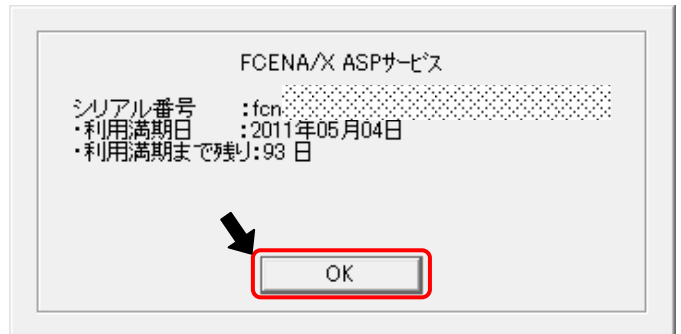 FCENA/X ASPｻｰﾋﾞｽ
シリアル番号 :fcn
・利用満期日 :2011年05月04日
・利用満期まで残り:93 日
OK